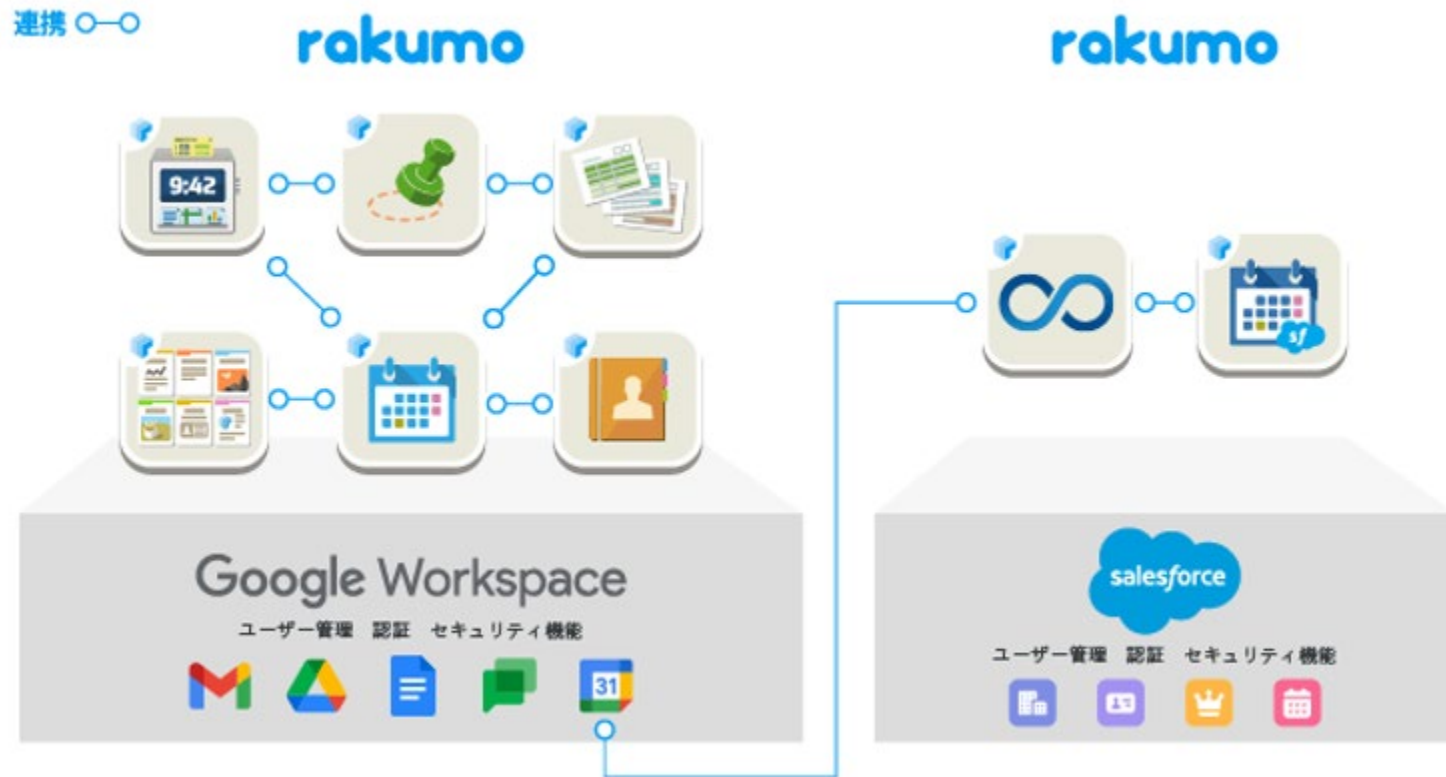 連携
rakumo
rakumo
9:42
sf
Google Workspace
ユーザー管理 認証 セキュリティ機能
31
salesforce
ユーザー管理 認証 セキュリティ機能